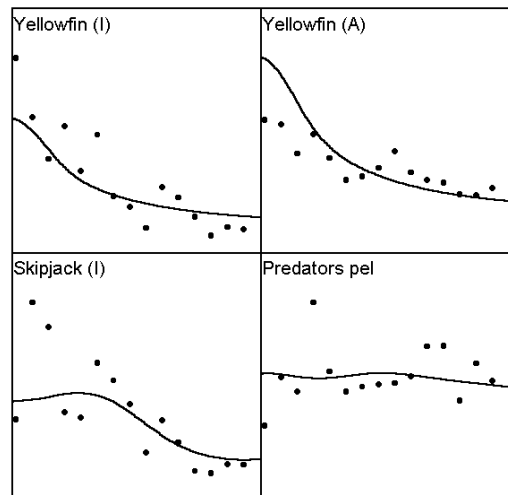 Yellowfin (I)
Yellowfin (A)
Skipjack (I)
Predators pel